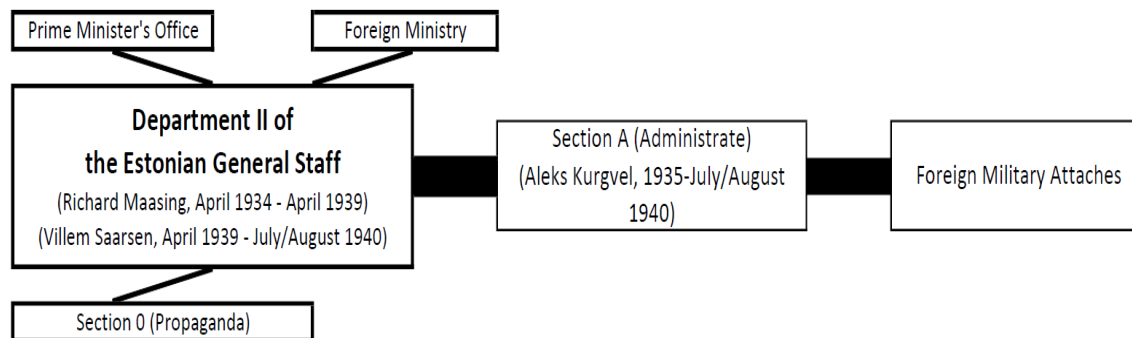 Prime Minister's Office
Foreign Ministry
Department II of
the Estonian General Staff
(Richard Maasing, April 1934 - April 1939)
(Villem Saarsen, April 1939 - July/August 1940)
Section A (Administrate)
(Aleks Kurgvel, 1935-July/August
1940)
Foreign Military Attaches
Section 0 (Propaganda)